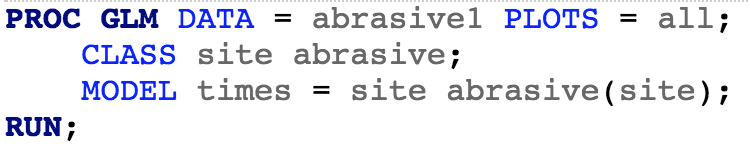 PROC GLM DATA = abrasive1 PLOTS = all;
CLASS site abrasive;
MODEL times = site abrasive(site);
RUN;